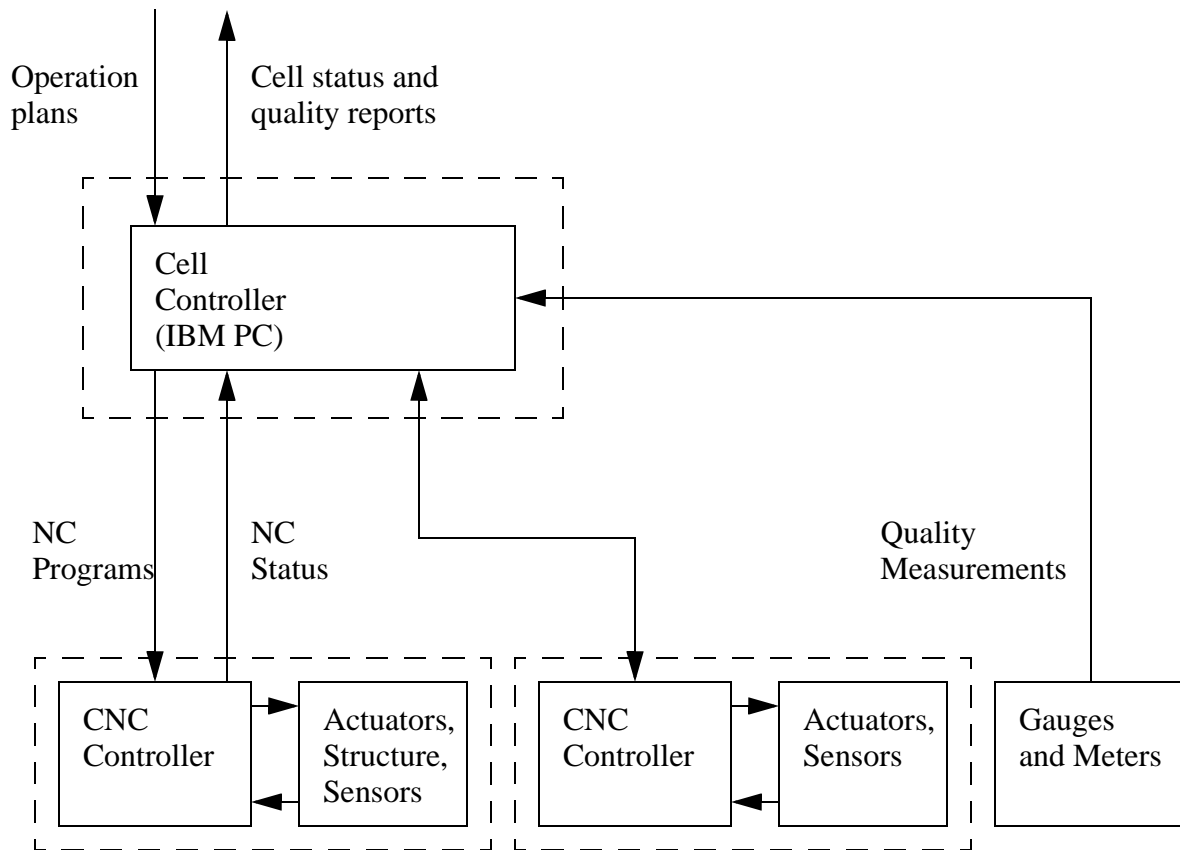 Operation
plans
Cell status and
quality reports
Cell
Controller
(IBM PC)
NC
Programs
NC
Status
Quality
Measurements
CNC
Controller
Actuators,
Structure,
Sensors
CNC
Controller
Actuators,
Sensors
Gauges
and Meters